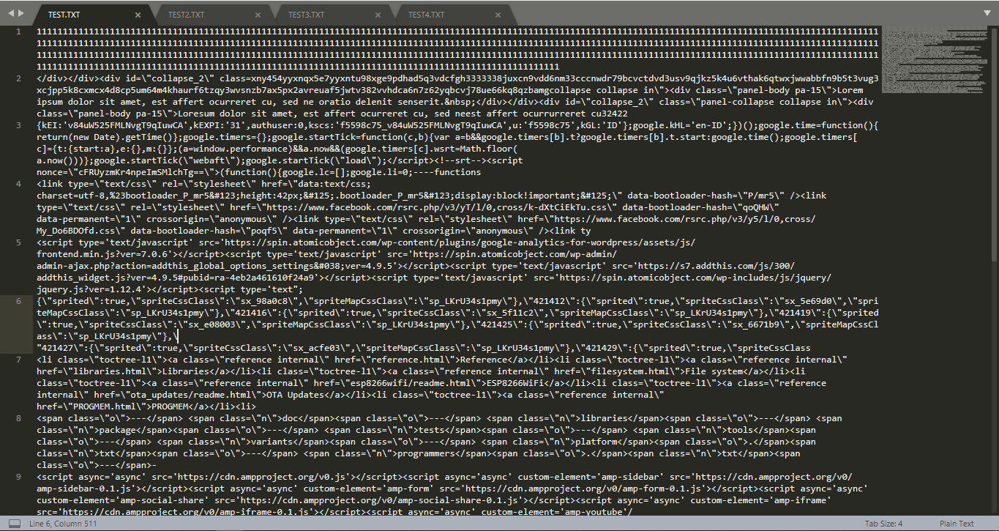 TEST.TXT
TEST2.TXT
TEST3.TXT
TEST4.TXT
1
11111111111111111111111111111111111111111111111111111111111111111111111111111111111111111111111111111111111111111111111111111111111111111111111111111111111111111
11111111111111111111111111111111111111111111111111111111111111111111111111111111111111111111111111111111111111111111111111111111111111111111111111111111111111111
11111111111111111111111111111111111111111111111111111111111111111111111111111111111111111111111111111111111111111111111111111111111111111111111111111111111111111
1111111111111111111111111111111111111111111111111111111111111111111111111111111111111111111111111111
2
</div></div><div id=\"collapse_2\" class=xny454yyxnqx5e7yyxntu98xge9pdhad5q3vdcfgh3333338juxcn9vdd6nm33cccnwdr79bcvctdvd3usv9qjkz5k4u6vthak6qtwxjwwabbfn9b5t3vug3
xcjpp5k8cxmcx4d8cp5um64m4khaurf6tzqy3wvsnzb7ax5px2avreuaf5jwtv382vvhdca6n7z62yqbcvj78ue66kq8qzbamgcollapse collapse in\"><div class=\"panel-body pa-15\">Lorem
ipsum dolor sit amet, est affert ocurreret cu, sed ne oratio delenit senserit.&nbsp;</div></div><div id=\"collapse_2\" class=\"panel-collapse collapse in\"><div
class=\"panel-body pa-15\">Loresum dolor sit amet, est affert ocurreret cu, sed neest affert ocurrurreret cu32422
3
{kEI:'v84uW525FMLNvgT9qIuwCA',kEXPI:'31',authuser:0,kscs:'f5598c75_v84uW525FMLNvgT9qIuwCA',u:'f5598c75',kGL:'ID'};google.kHL='en-ID';})();google.time=function(){
return(new Date).getTime()};google.timers={};google.startTick=function(c,b){var a=b&&google.timers[b].t?google.timers[b].t.start:google.time();google.timers[
c]={t:{start:a},e:{},m:{}};(a=window.performance)&&a.now&&(google.timers[c].wsrt=Math.floor(
a.now()))};google.startTick(\"webaft\");google.startTick(\"load\");</script><!--srt--><script
nonce=\"cFRUyzmKr4npeImSMlchTg==\">(function(){google.lc=[];google.li=0;----functions
4
<link type=\"text/css\" rel=\"stylesheet\" href=\"data:text/css;
charset=utf-8,%23bootloader_P_mr5&#123;height:42px;&#125;.bootloader_P_mr5&#123;display:block!important;&#125;\" data-bootloader-hash=\"P/mr5\" /><link
type=\"text/css\" rel=\"stylesheet\" href=\"https://www.facebook.com/rsrc.php/v3/yT/l/0,cross/k-dXtCiEkTu.css\" data-bootloader-hash=\"qoQHW\"
data-permanent=\"1\" crossorigin=\"anonymous\" /><link type=\"text/css\" rel=\"stylesheet\" href=\"https://www.facebook.com/rsrc.php/v3/y5/l/0,cross/
My_Do6BDOfd.css\" data-bootloader-hash=\"poqf5\" data-permanent=\"1\" crossorigin=\"anonymous\" /><link ty
5
<script type='text/javascript' src='https://spin.atomicobject.com/wp-content/plugins/google-analytics-for-wordpress/assets/js/
frontend.min.js?ver=7.0.6'></script><script type='text/javascript' src='https://spin.atomicobject.com/wp-admin/
admin-ajax.php?action=addthis_global_options_settings&#038;ver=4.9.5'></script><script type='text/javascript' src='https://s7.addthis.com/js/300/
addthis_widget.js?ver=4.9.5#pubid=ra-4eb2a461610f24a9'></script><script type='text/javascript' src='https://spin.atomicobject.com/wp-includes/js/jquery/
jquery.js?ver=1.12.4'></script><script type='text";
6
{\"sprited\":true,\"spriteCssClass\":\"sx_98a0c8\",\"spriteMapCssClass\":\"sp_LKrU34s1pmy\"},\"421412\":{\"sprited\":true,\"spriteCssClass\":\"sx_5e69d0\",\"spri
teMapCssClass\":\"sp_LKrU34s1pmy\"},\"421416\":{\"sprited\":true,\"spriteCssClass\":\"sx_5f11c2\",\"spriteMapCssClass\":\"sp_LKrU34s1pmy\"},\"421419\":{\"sprited
\":true,\"spriteCssClass\":\"sx_e08003\",\"spriteMapCssClass\":\"sp_LKrU34s1pmy\"},\"421425\":{\"sprited\":true,\"spriteCssClass\":\"sx_6671b9\",\"spriteMapCssCl
ass\":\"sp_LKrU34s1pmy\"},\
"421427\":{\"sprited\":true,\"spriteCssClass\":\"sx_acfe03\",\"spriteMapCssClass\":\"sp_LKrU34s1pmy\"},\"421429\":{\"sprited\":true,\"spriteCssClass
7
<li class=\"toctree-l1\"><a class=\"reference internal\" href=\"reference.html\">Reference</a></li><li class=\"toctree-l1\"><a class=\"reference internal\"
href=\"libraries.html\">Libraries</a></li><li class=\"toctree-l1\"><a class=\"reference internal\" href=\"filesystem.html\">File system</a></li><li
class=\"toctree-l1\"><a class=\"reference internal\" href=\"esp8266wifi/readme.html\">ESP8266WiFi</a></li><li class=\"toctree-l1\"><a class=\"reference
internal\" href=\"ota_updates/readme.html\">OTA Updates</a></li><li class=\"toctree-l1\"><a class=\"reference internal\"
href=\"PROGMEM.html\">PROGMEM</a></li><li>
8
<span class=\"o\">---</span> <span class=\"n\">doc</span><span class=\"o\">---</span> <span class=\"n\">libraries</span><span class=\"o\">---</span> <span
class=\"n\">package</span><span class=\"o\">---</span> <span class=\"n\">tests</span><span class=\"o\">---</span> <span class=\"n\">tools</span><span
class=\"o\">---</span> <span class=\"n\">variants</span><span class=\"o\">---</span> <span class=\"n\">platform</span><span class=\"o\">.</span><span
class=\"n\">txt</span><span class=\"o\">---</span> <span class=\"n\">programmers</span><span class=\"o\">.</span><span class=\"n\">txt</span><span
class=\"o\">---</span>-
9
<script async='async' src='https://cdn.ampproject.org/v0.js'></script><script async='async' custom-element='amp-sidebar' src='https://cdn.ampproject.org/v0/
amp-sidebar-0.1.js'></script><script async='async' custom-element='amp-form' src='https://cdn.ampproject.org/v0/amp-form-0.1.js'></script><script async='async'
custom-element='amp-social-share' src='https://cdn.ampproject.org/v0/amp-social-share-0.1.js'></script><script async='async' custom-element='amp-iframe'
src='https://cdn.ampproject.org/v0/amp-iframe-0.1.js'></script><script async='async' custom-element='amp-youtube'/
Line 6, Column 511
Tab Size: 4
Plain Text